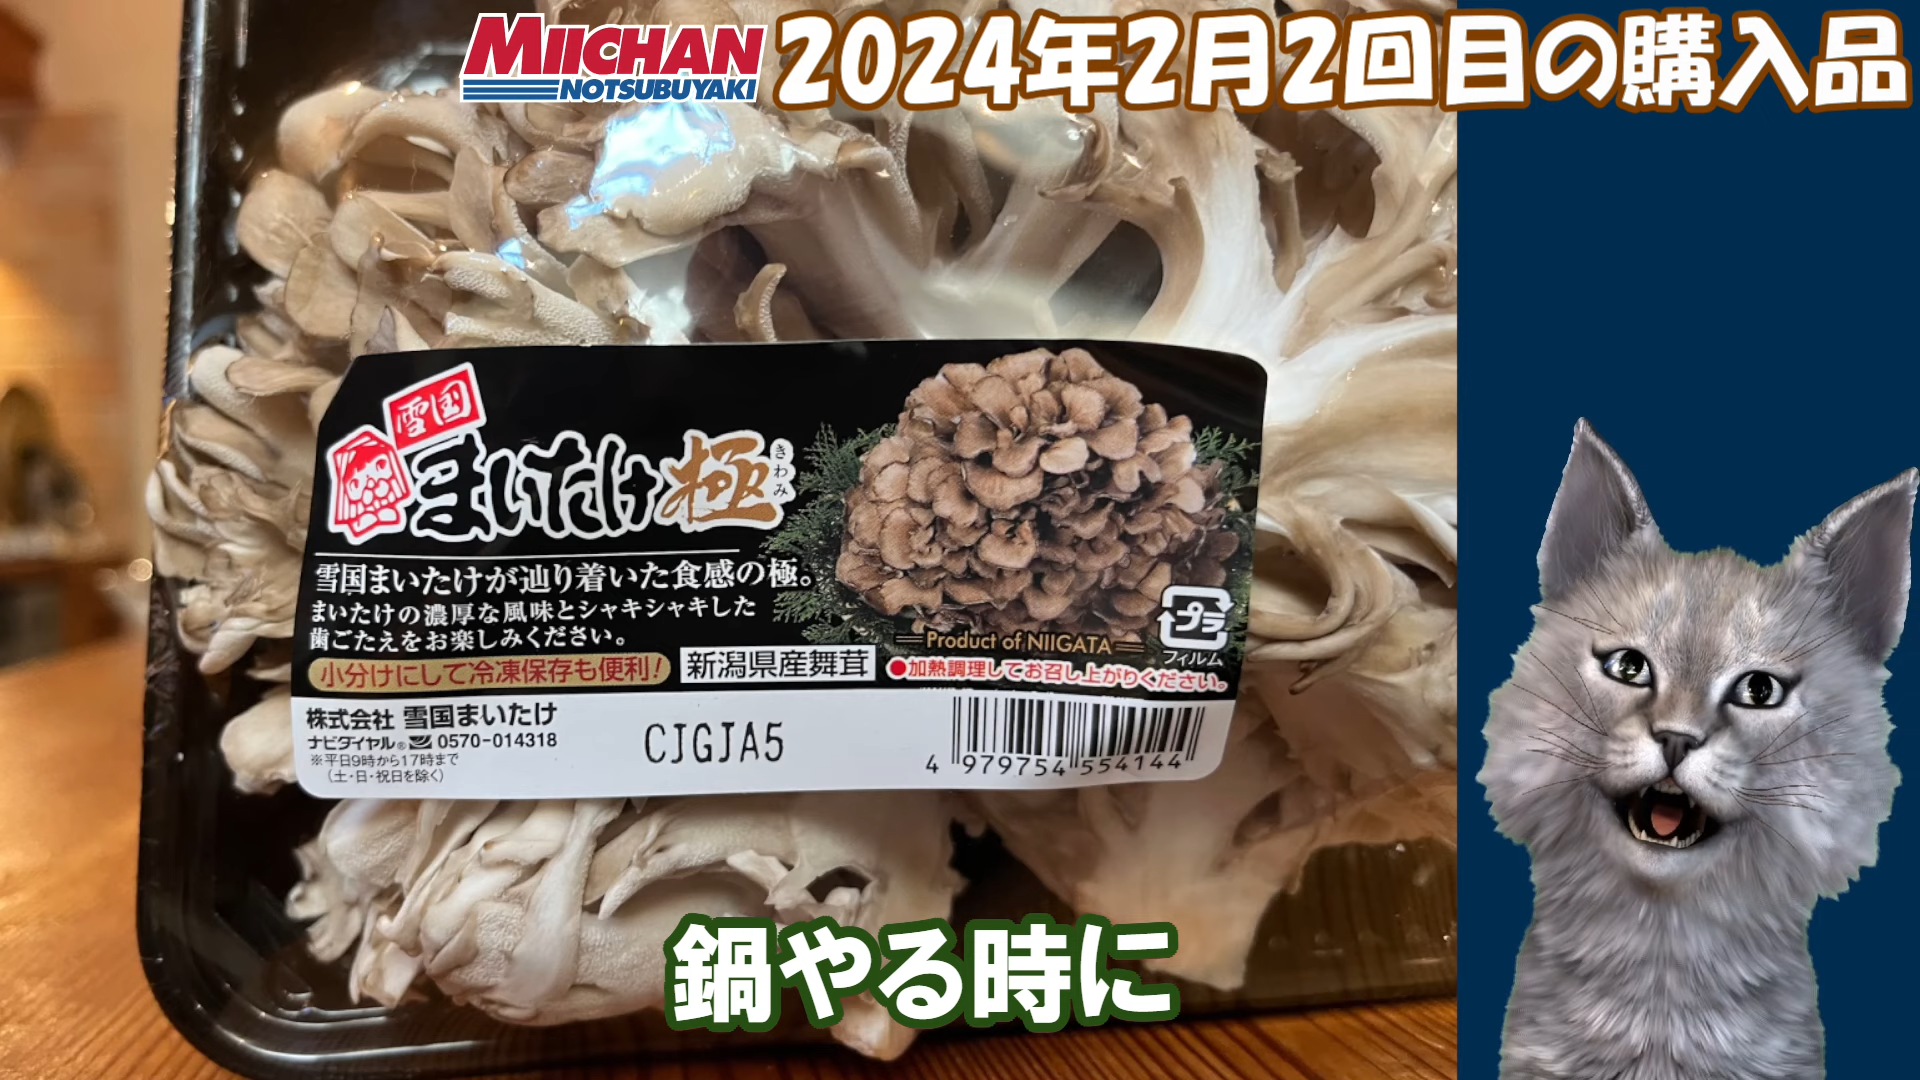 MIICHAN
NOTSUBUYAKI
2024年2月2回目の購入品
雪国
まいたけ極
きわみ
雪国まいたけが辿り着いた食感の極。
まいたけの濃厚な風味とシャキシャキした
歯ごたえをお楽しみください。
小分けにして冷凍保存も便利!
新潟県産舞茸
Product of NIIGATA
プラ
フィルム
●加熱調理してお召し上がりください。
株式会社 雪国まいたけ
ナビダイヤル® 0570-014318
※平日9時から17時まで
(土・日・祝日を除く)
CJGJA5
4 979754 554144
鍋やる時に